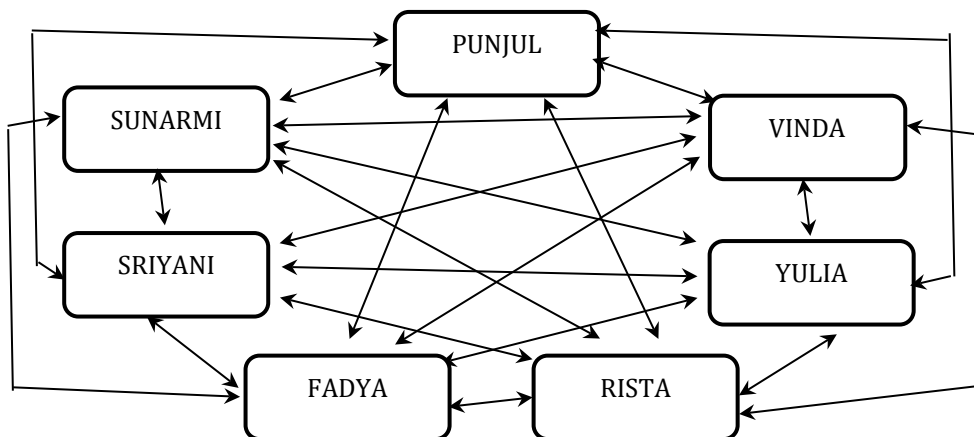 PUNJUL
SUNARMI
VINDA
SRIYANI
YULIA
FADYA
RISTA